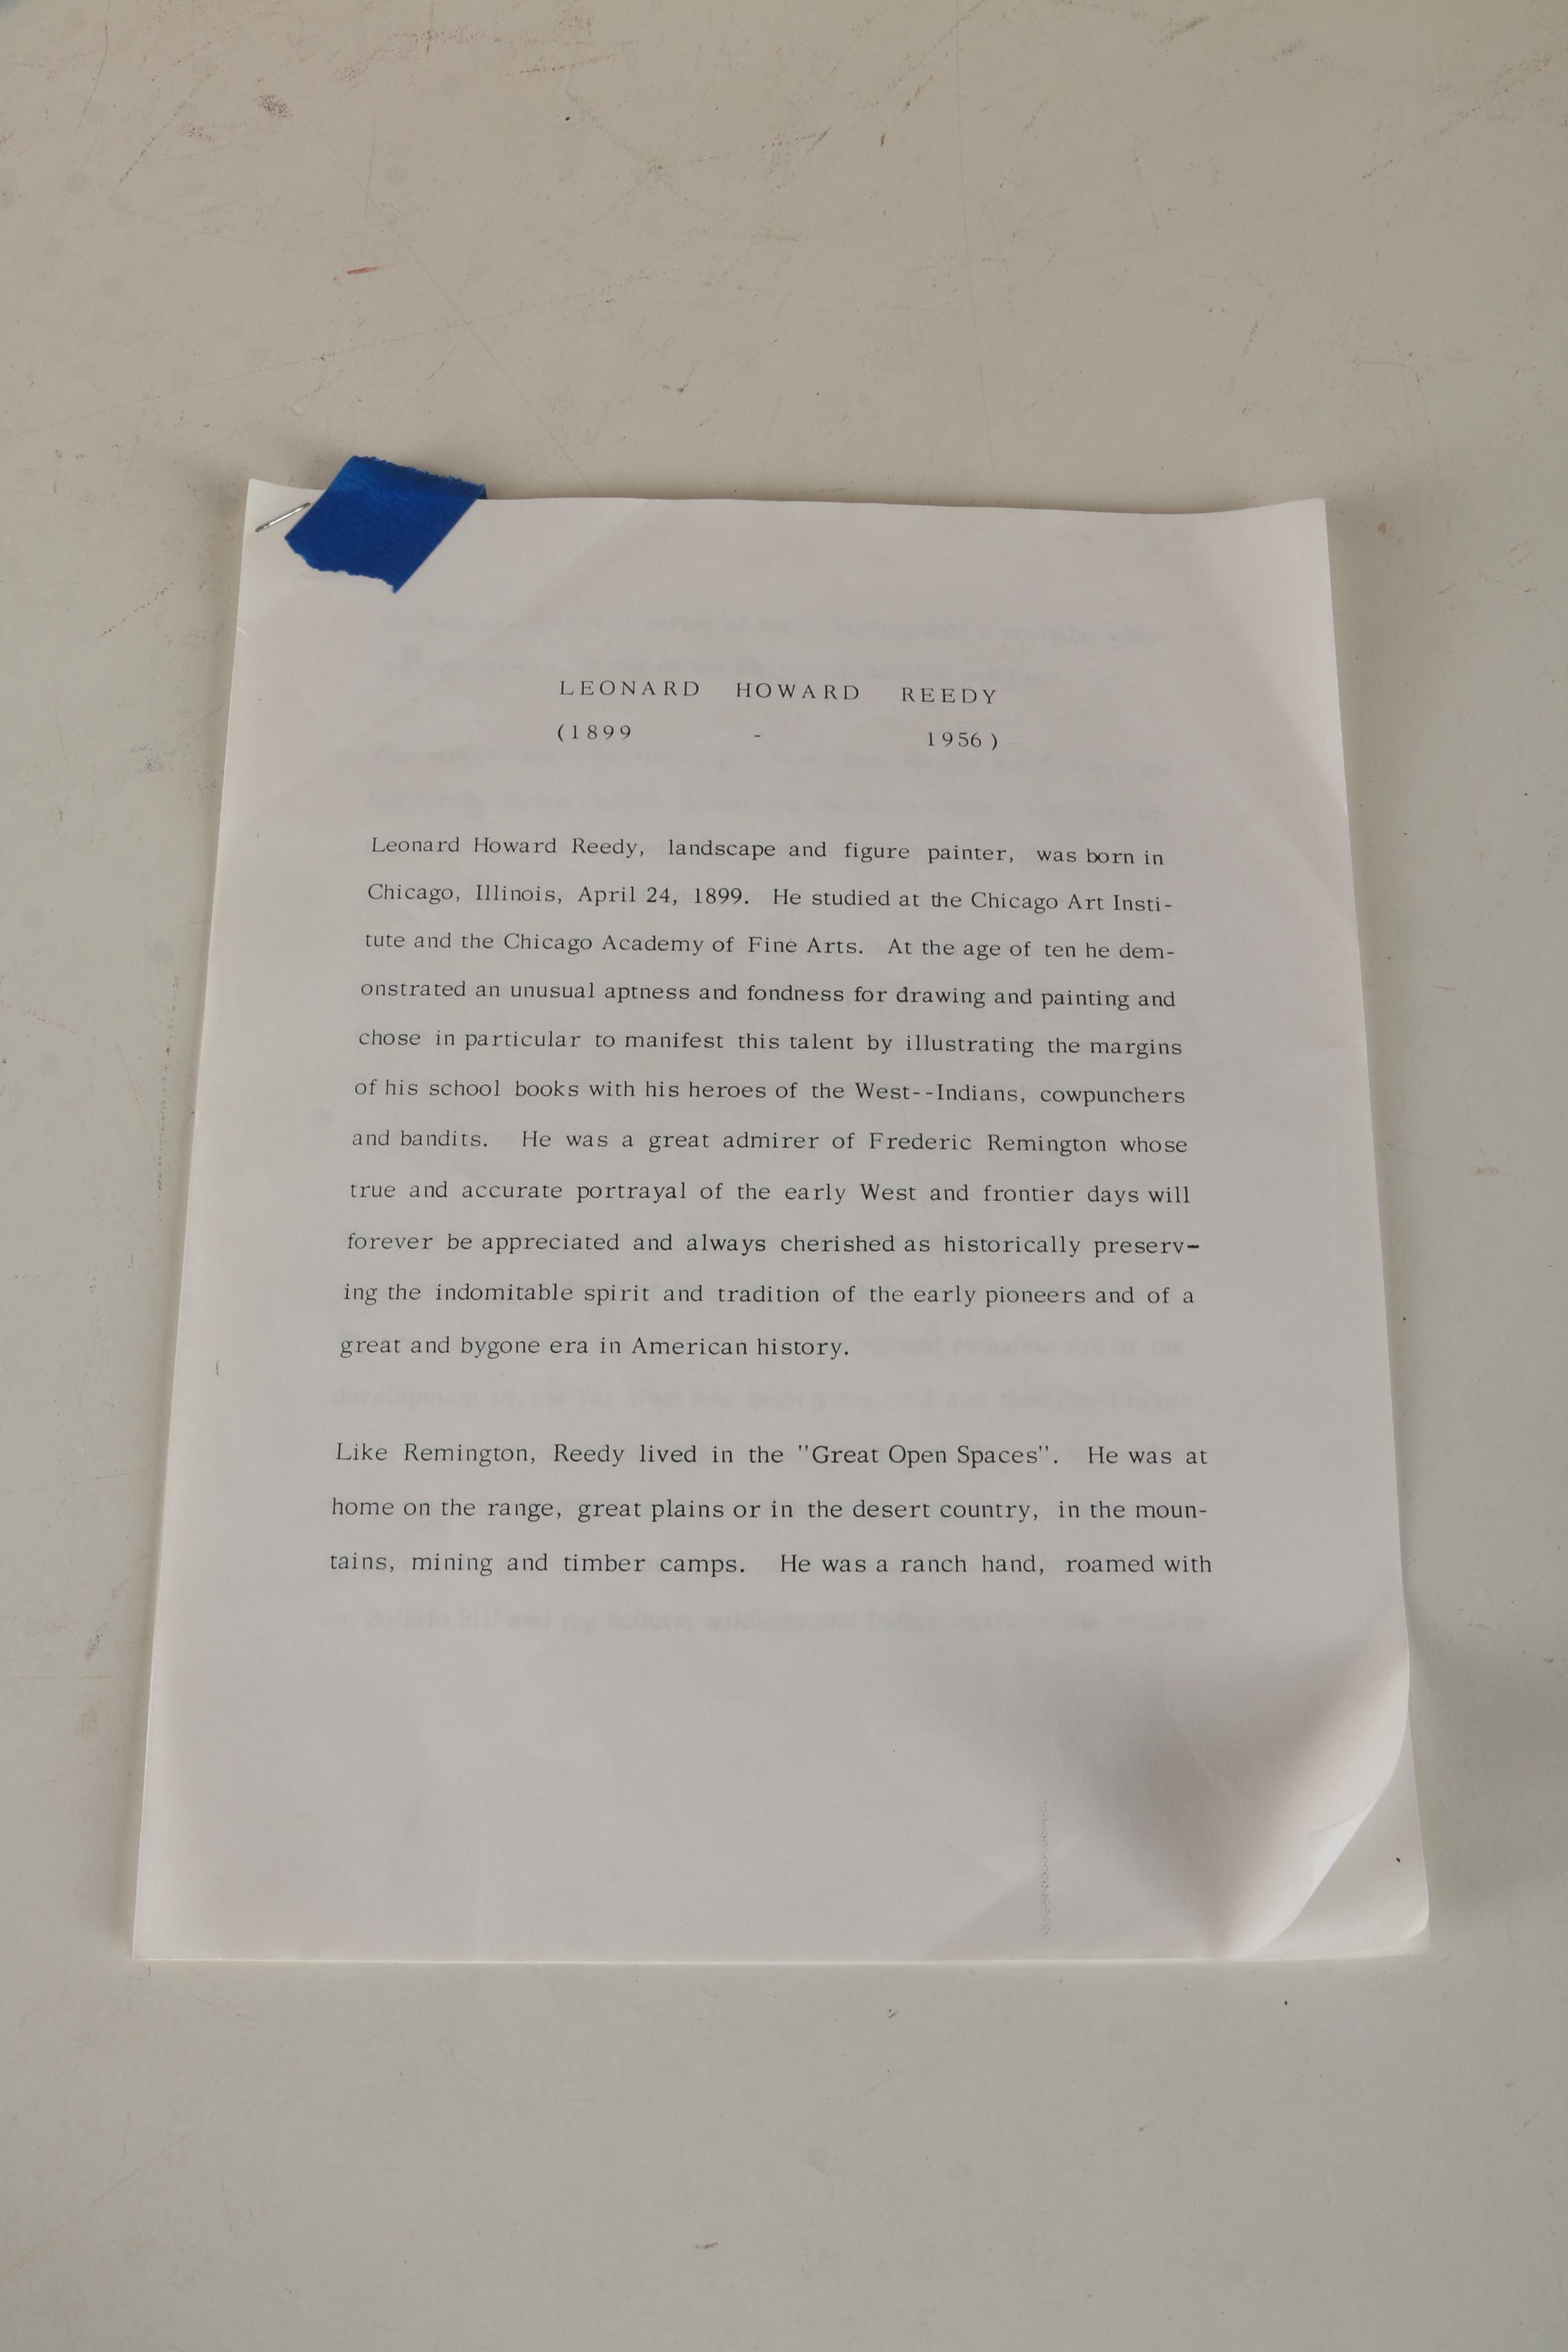 LEONARD HOWARD REEDY
(1899 - 1956)
Leonard Howard Reedy, landscape and figure painter, was born in
Chicago, Illinois, April 24, 1899. He studied at the Chicago Art Insti-
tute and the Chicago Academy of Fine Arts. At the age of ten he dem-
onstrated an unusual aptness and fondness for drawing and painting and
chose in particular to manifest this talent by illustrating the margins
of his school books with his heroes of the West--Indians, cowpunchers
and bandits. He was a great admirer of Frederic Remington whose
true and accurate portrayal of the early West and frontier days will
forever be appreciated and always cherished as historically preserv-
ing the indomitable spirit and tradition of the early pioneers and of a
great and bygone era in American history.
Like Remington, Reedy lived in the "Great Open Spaces". He was at
home on the range, great plains or in the desert country, in the moun-
tains, mining and timber camps. He was a ranch hand, roamed with